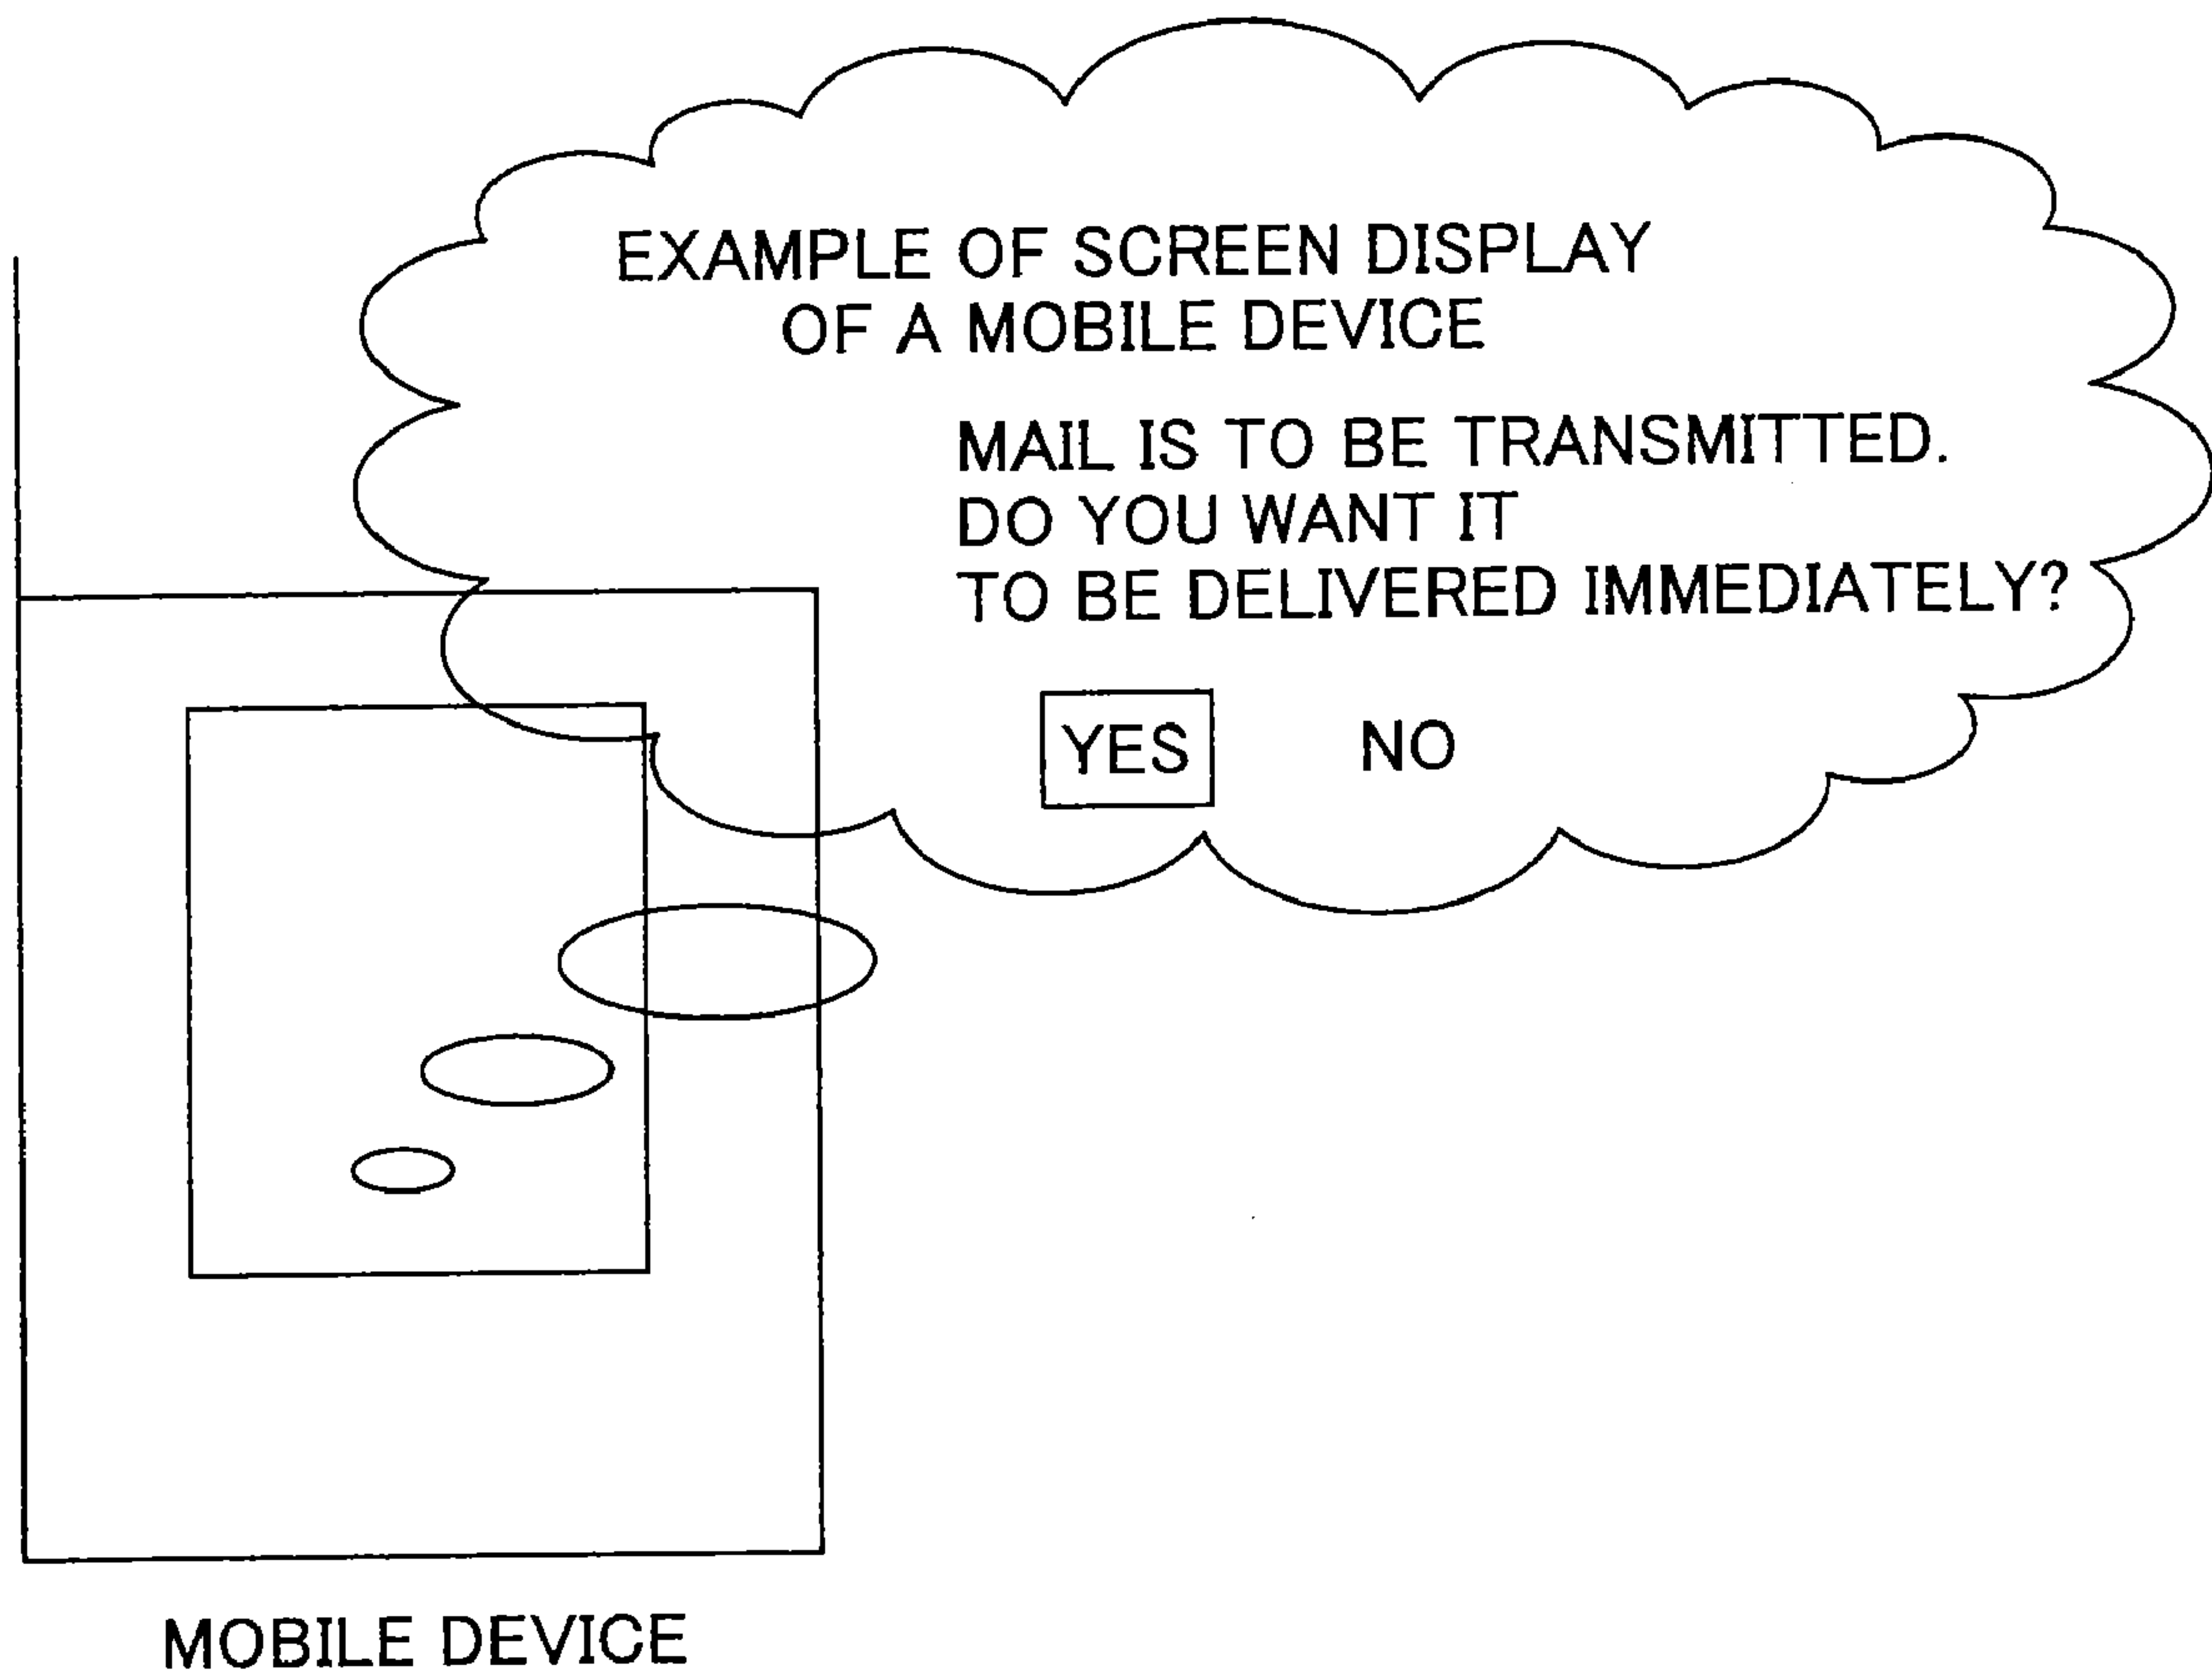 EXAMPLE OF SCREEN DISPLAY
OF A MOBILE DEVICE
MAIL IS TO BE TRANSMITTED.
DO YOU WANT IT
TO BE DELIVERED IMMEDIATELY?
YES NO
MOBILE DEVICE